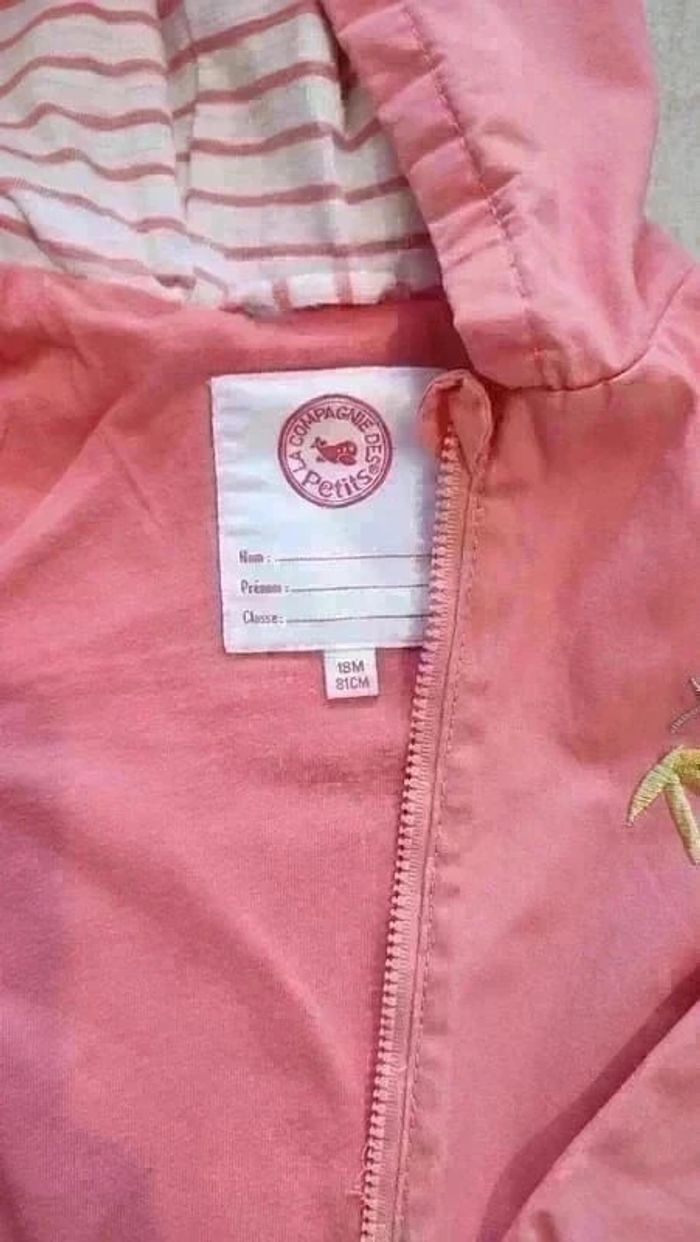 LA COMPAGNIE DES
Petits®
Nom :
Prénom :
Classe :
18M
81CM